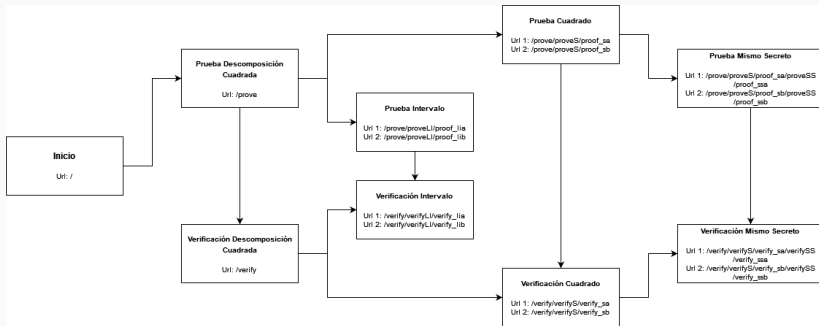 Inicio
Url: /
Prueba Descomposición
Cuadrada
Url: /prove
Verificación Descomposición
Cuadrada
Url: /verify
Prueba Intervalo
Url 1: /prove/proveLI/proof_lia
Url 2: /prove/proveLI/proof_lib
Verificación Intervalo
Url 1: /verify/verifyLI/verify_lia
Url 2: /verify/verifyLI/verify_lib
Prueba Cuadrado
Url 1: /prove/proveS/proof_sa
Url 2: /prove/proveS/proof_sb
Verificación Cuadrado
Url 1: /verify/verifyS/verify_sa
Url 2: /verify/verifyS/verify_sb
Prueba Mismo Secreto
Url 1: /prove/proveS/proof_sa/proveSS
/proof_ssa
Url 2: /prove/proveS/proof_sb/proveSS
/proof_ssb
Verificación Mismo Secreto
Url 1: /verify/verifyS/verify_sa/verifySS
/verify_ssa
Url 2: /verify/verifyS/verify_sb/verifySS
/verify_ssb